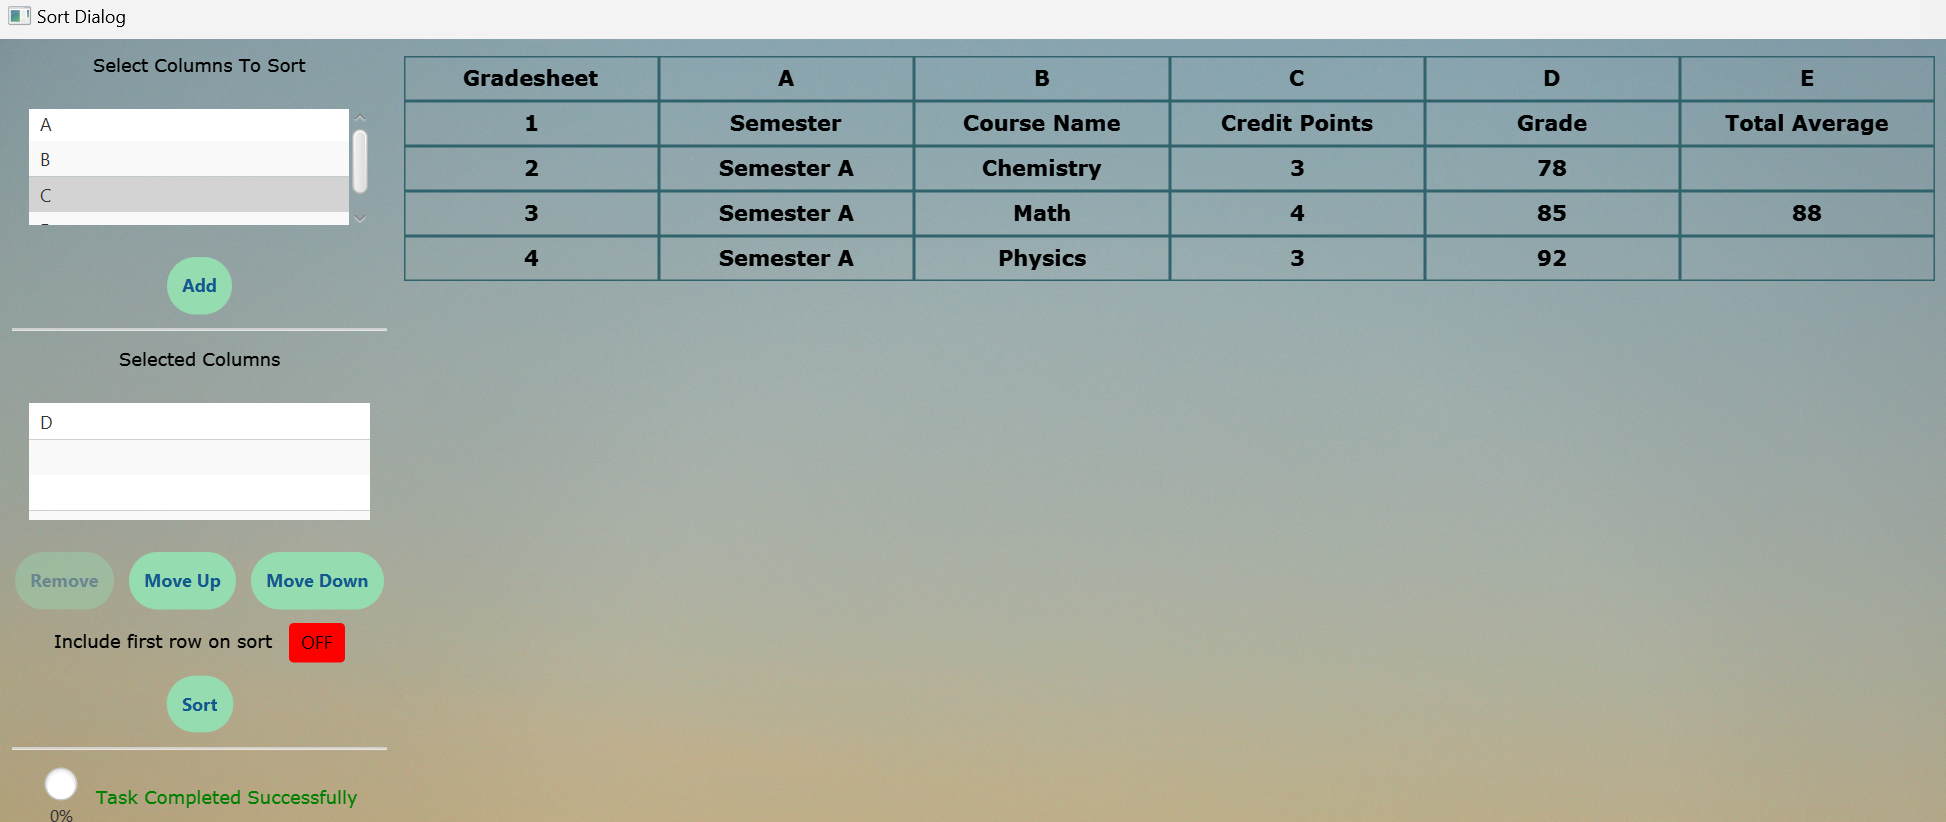 Sort Dialog
Select Columns To Sort
A
B
C
Add
Selected Columns
D
Remove Move Up Move Down
Include first row on sort OFF
Sort
Task Completed Successfully
0%
Gradesheet A B C D E
1 Semester Course Name Credit Points Grade Total Average
2 Semester A Chemistry 3 78
3 Semester A Math 4 85 88
4 Semester A Physics 3 92